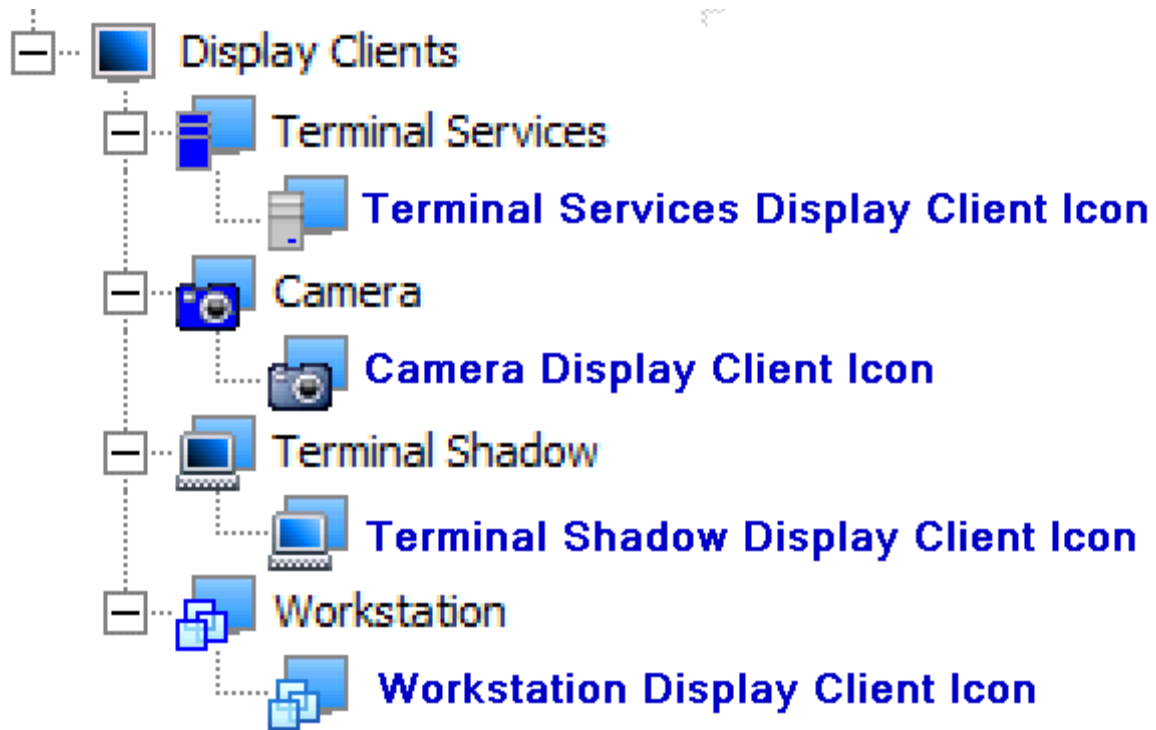 Display Clients
Terminal Services
Terminal Services Display Client Icon
Camera
Camera Display Client Icon
Terminal Shadow
Terminal Shadow Display Client Icon
Workstation
Workstation Display Client Icon